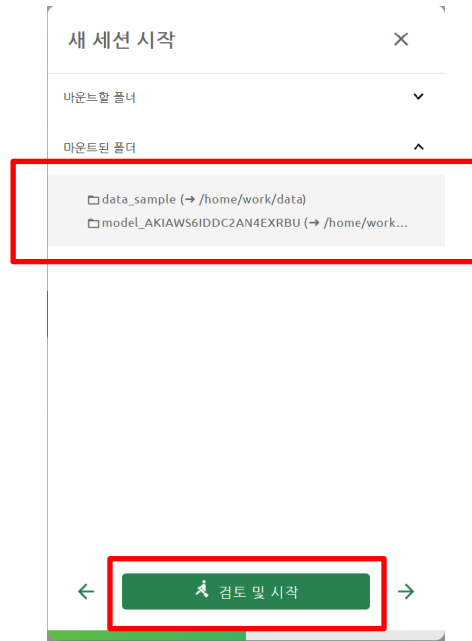 새 세션 시작
마운트할 폴더
마운트된 폴더
data_sample (➔ /home/work/data)
model_AKIAWS6IDDC2AN4EXRBU (➔ /home/work...
검토 및 시작